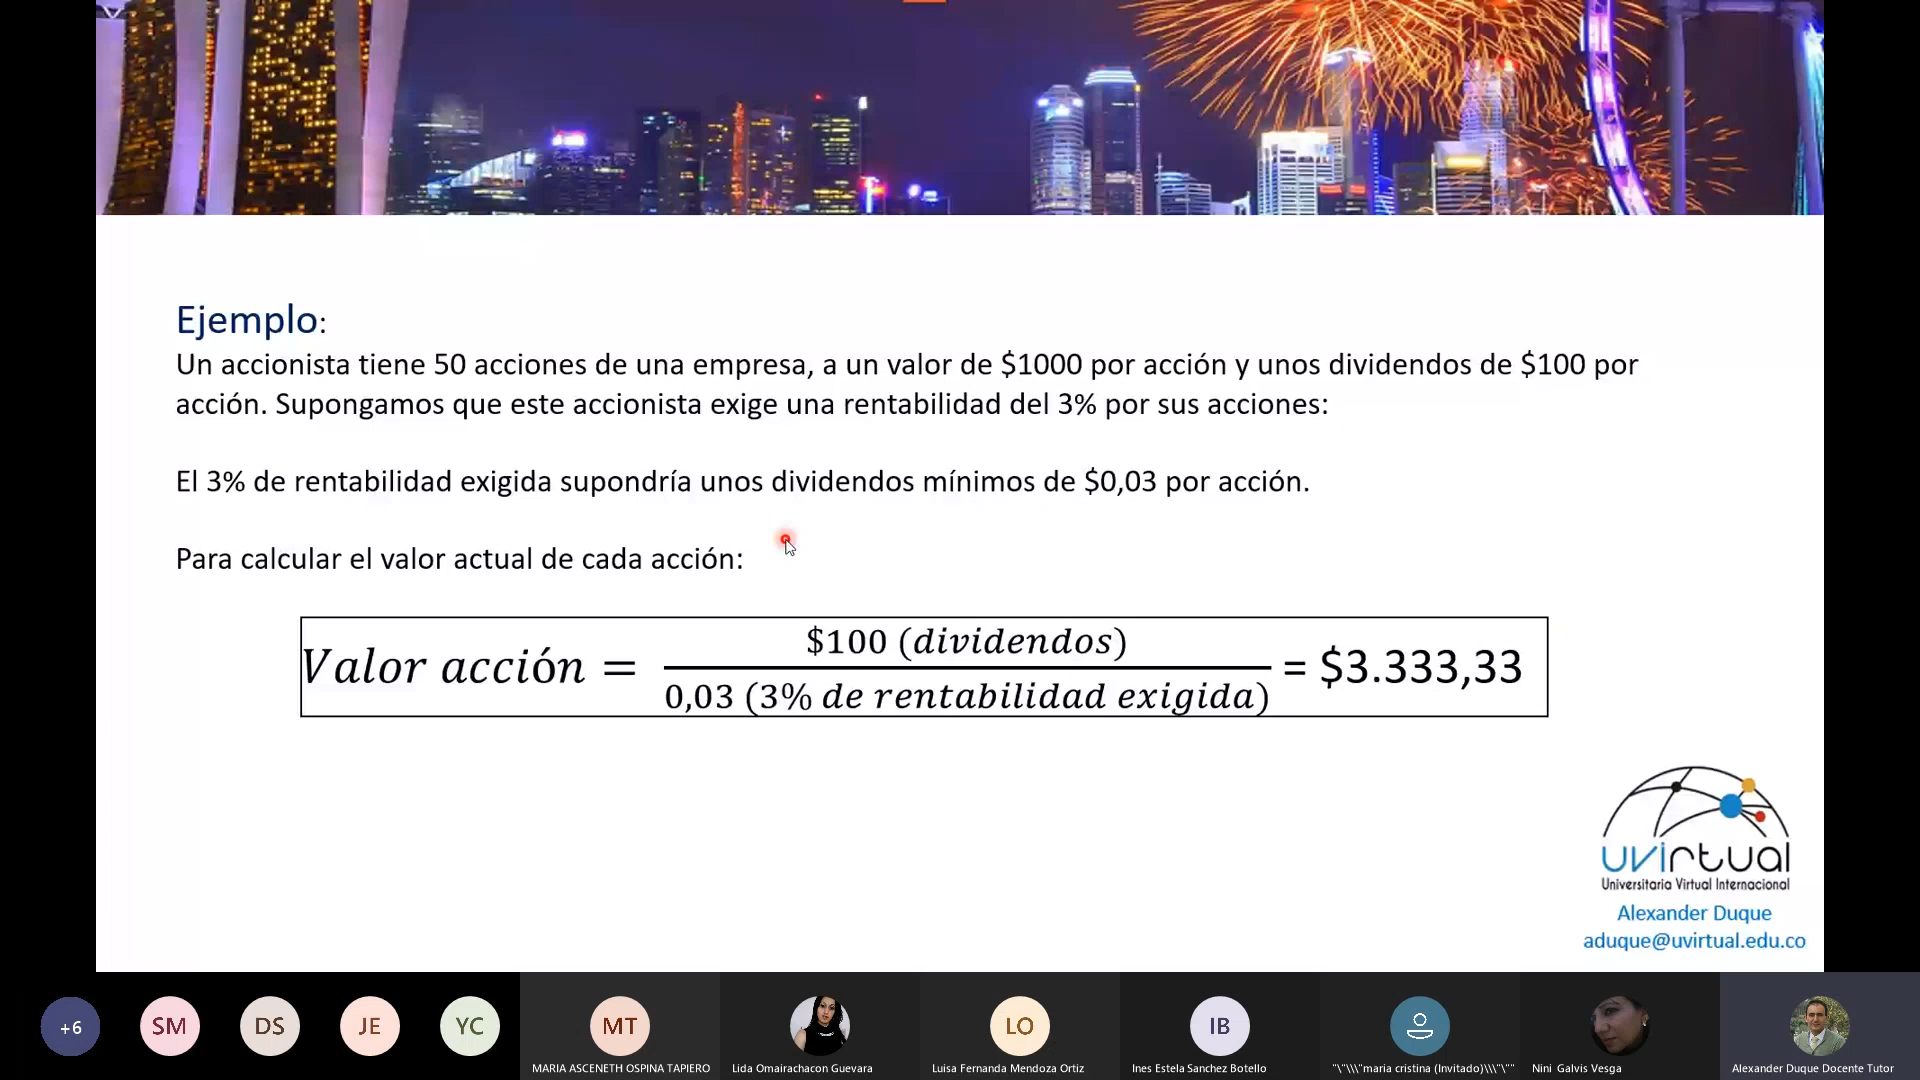 Ejemplo:
Un accionista tiene 50 acciones de una empresa, a un valor de $1000 por acción y unos dividendos de $100 por
acción. Supongamos que este accionista exige una rentabilidad del 3% por sus acciones:
El 3% de rentabilidad exigida supondría unos dividendos mínimos de $0,03 por acción.
Para calcular el valor actual de cada acción:
$100 (dividendos)
Valor acción = = $3.333,33
0,03 (3% de rentabilidad exigida)
uvirtual
Universitaria Virtual Internacional
Alexander Duque
aduque@uvirtual.edu.co
+6 SM DS JE YC MT LO IB
MARIA ASCENETH OSPINA TAPIERO Lida Omairachacon Guevara Luisa Fernanda Mendoza Ortiz Ines Estela Sanchez Botello "\"\\\"maria cristina (Invitado)\\\"\"" Nini Galvis Vesga Alexander Duque Docente Tutor